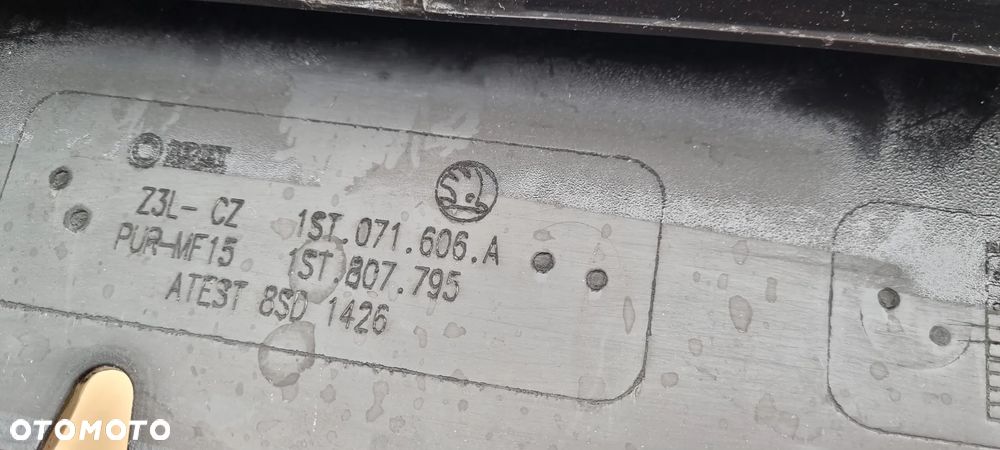 Z3L- CZ 1ST.071.606.A
PUR-MF15 1ST.807.795
ATEST 8SD 1426
OTOMOTO